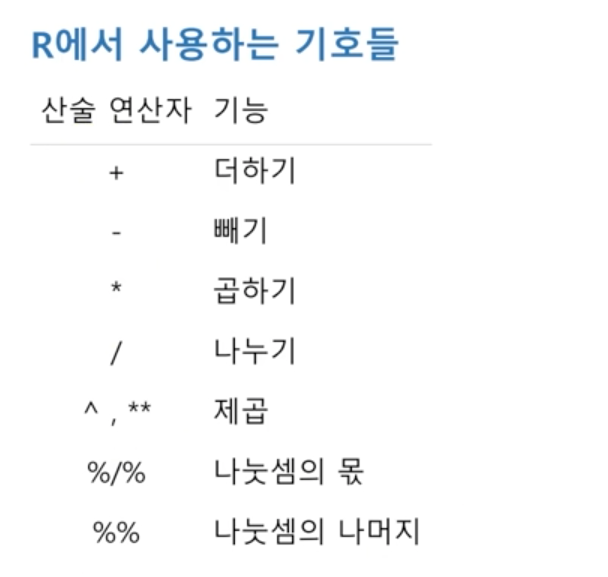 R에서 사용하는 기호들
산술 연산자 기능
+ 더하기
- 빼기
* 곱하기
/ 나누기
^ , ** 제곱
%/% 나눗셈의 몫
%% 나눗셈의 나머지